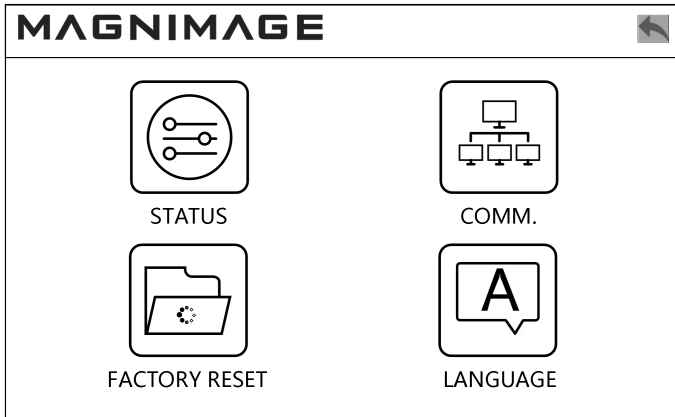 MAGNIMAGE
STATUS
COMM.
A
FACTORY RESET
LANGUAGE